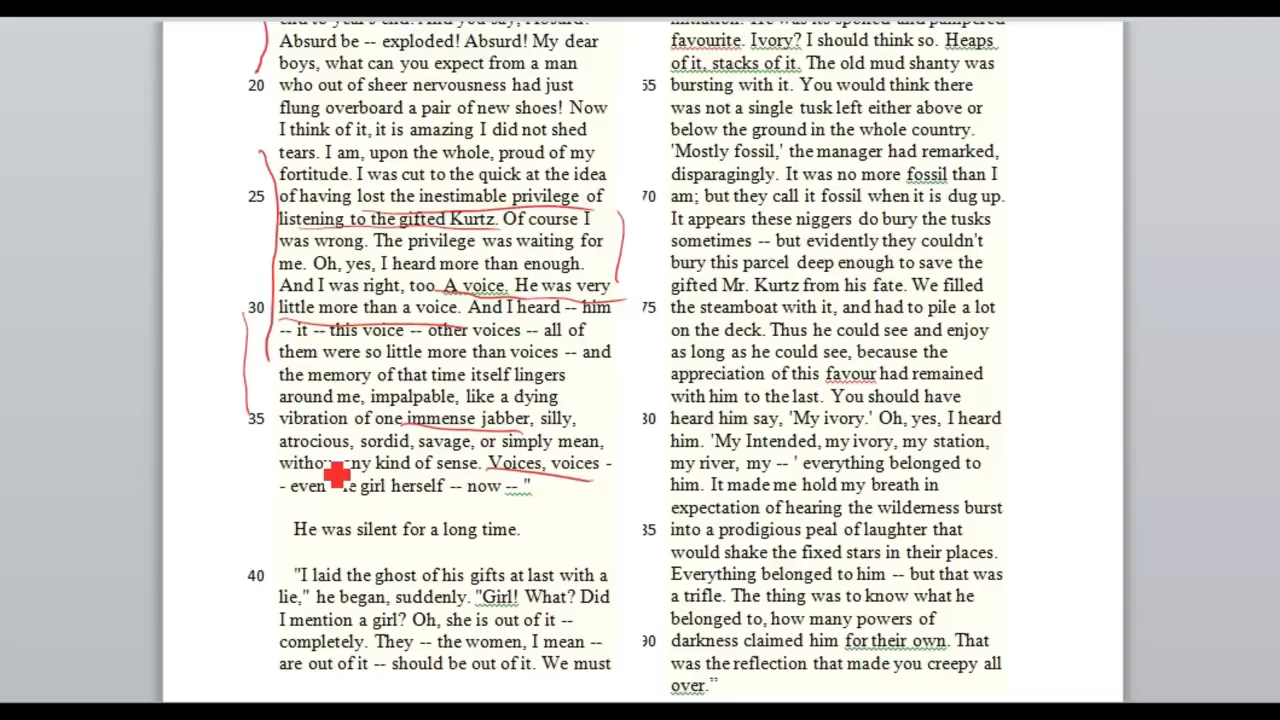 end to year's end. And you say, Absurd!
Absurd be -- exploded! Absurd! My dear
boys, what can you expect from a man
20 who out of sheer nervousness had just
flung overboard a pair of new shoes! Now
I think of it, it is amazing I did not shed
tears. I am, upon the whole, proud of my
fortitude. I was cut to the quick at the idea
25 of having lost the inestimable privilege of
listening to the gifted Kurtz. Of course I
was wrong. The privilege was waiting for
me. Oh, yes, I heard more than enough.
And I was right, too. A voice. He was very
30 little more than a voice. And I heard -- him
-- it -- this voice -- other voices -- all of
them were so little more than voices -- and
the memory of that time itself lingers
around me, impalpable, like a dying
35 vibration of one immense jabber, silly,
atrocious, sordid, savage, or simply mean,
kind of sense. Voices, voices -
- even girl herself -- now -- "
He was silent for a long time.
40 "I laid the ghost of his gifts at last with a
lie," he began, suddenly. "Girl! What? Did
I mention a girl? Oh, she is out of it --
completely. They -- the women, I mean --
are out of it -- should be out of it. We must
initiation. He was its spoiled and pampered
favourite. Ivory? I should think so. Heaps
of it, stacks of it. The old mud shanty was
55 bursting with it. You would think there
was not a single tusk left either above or
below the ground in the whole country.
'Mostly fossil,' the manager had remarked,
disparagingly. It was no more fossil than I
70 am; but they call it fossil when it is dug up.
It appears these niggers do bury the tusks
sometimes -- but evidently they couldn't
bury this parcel deep enough to save the
gifted Mr. Kurtz from his fate. We filled
75 the steamboat with it, and had to pile a lot
on the deck. Thus he could see and enjoy
as long as he could see, because the
appreciation of this favour had remained
with him to the last. You should have
30 heard him say, 'My ivory.' Oh, yes, I heard
him. 'My Intended, my ivory, my station,
my river, my -- ' everything belonged to
him. It made me hold my breath in
expectation of hearing the wilderness burst
35 into a prodigious peal of laughter that
would shake the fixed stars in their places.
Everything belonged to him -- but that was
a trifle. The thing was to know what he
belonged to, how many powers of
90 darkness claimed him for their own. That
was the reflection that made you creepy all
over.”